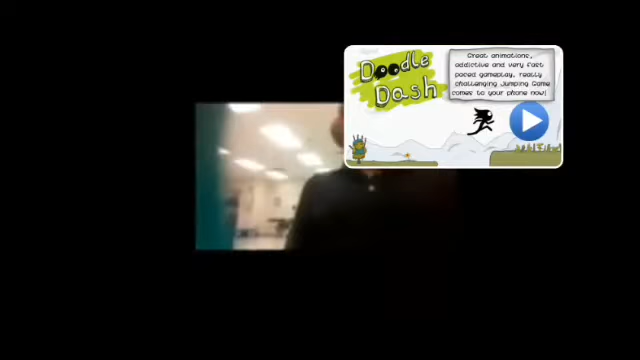 Doodle
Dash
Great animations,
addictive and very fast
paced gameplay, really
challenging Jumping Game
comes to your phone now!